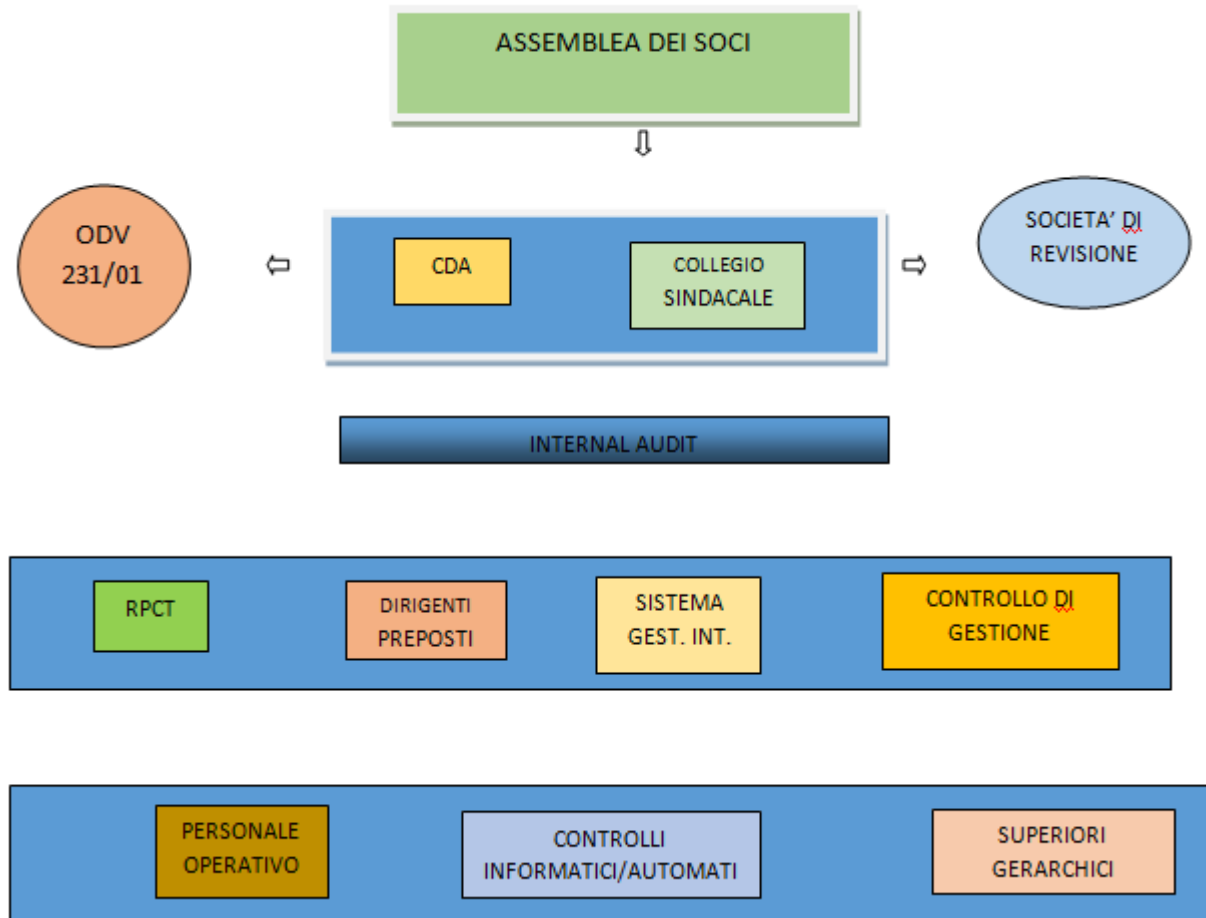 ASSEMBLEA DEI SOCI
ODV
231/01
CDA
COLLEGIO
SINDACALE
SOCIETA’ DI
REVISIONE
INTERNAL AUDIT
RPCT
DIRIGENTI
PREPOSTI
SISTEMA
GEST. INT.
CONTROLLO DI
GESTIONE
PERSONALE
OPERATIVO
CONTROLLI
INFORMATICI/AUTOMATI
SUPERIORI
GERARCHICI